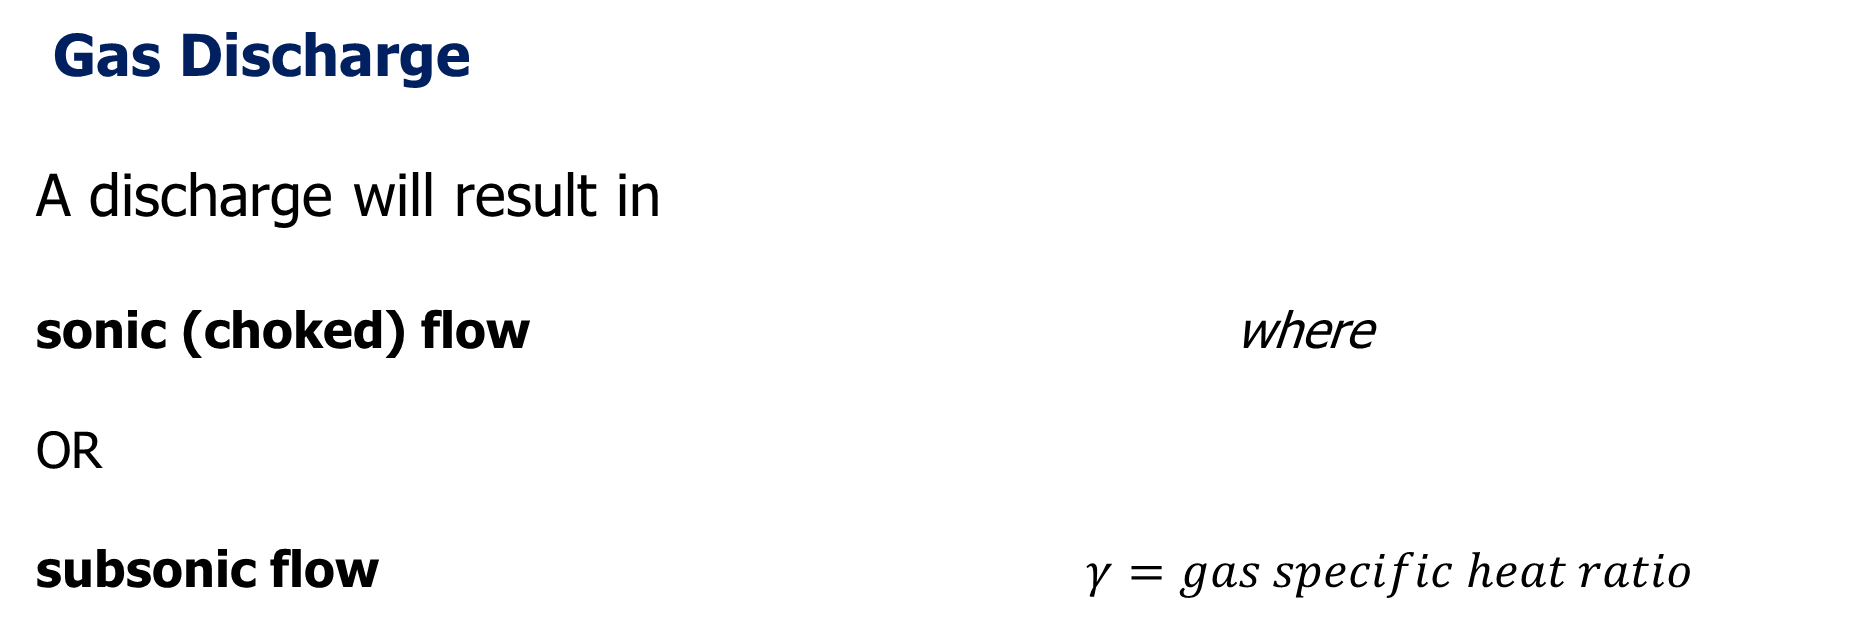 Gas Discharge
A discharge will result in
sonic (choked) flow
where
OR
subsonic flow
γ = gas specific heat ratio